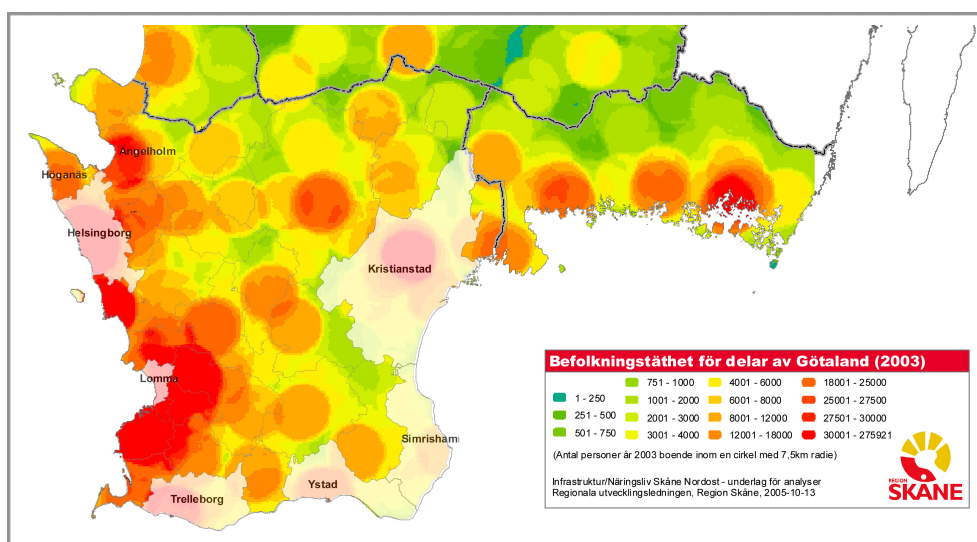 Ängelholm
Höganäs
Helsingborg
Kristianstad
Lomma
Simrisham
Ystad
Trelleborg
Befolkningstäthet för delar av Götaland (2003)
1 - 250
251 - 500
501 - 750
751 - 1000
1001 - 2000
2001 - 3000
3001 - 4000
4001 - 6000
6001 - 8000
8001 - 12000
12001 - 18000
18001 - 25000
25001 - 27500
27501 - 30000
30001 - 275921
(Antal personer år 2003 boende inom en cirkel med 7,5km radie)
Infrastruktur/Näringsliv Skåne Nordost - underlag för analyser
Regionala utvecklingsledningen, Region Skåne, 2005-10-13
REGION
SKÅNE